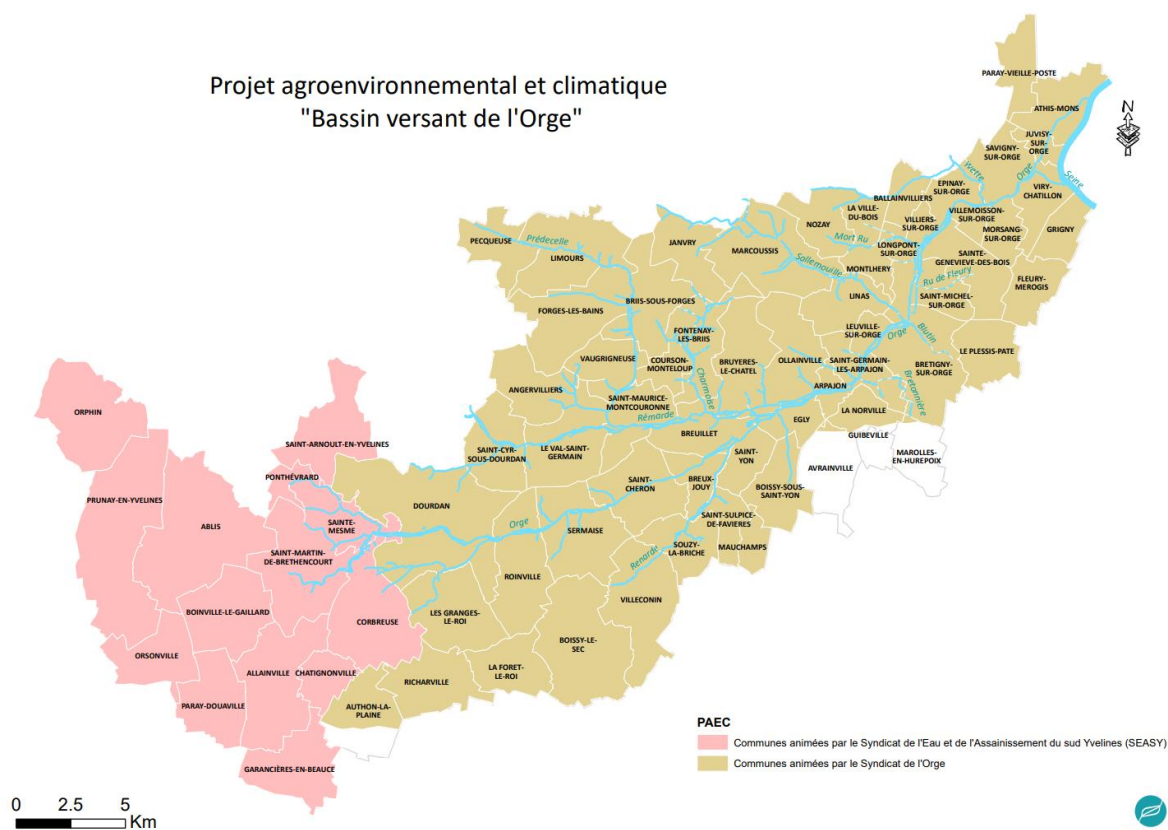 Projet agroenvironnemental et climatique
"Bassin versant de l'Orge"
N
PARAY-VIEILLE-POSTE
ATHIS-MONS
JUVISY-
SUR-
ORGE
SAVIGNY-
SUR-ORGE
Yvette
Orge
Seine
EPINAY-
SUR-ORGE
VIRY-
CHATILLON
BALLAINVILLIERS
LA VILLE-
DU-BOIS
VILLIERS-
SUR-ORGE
VILLEMOISSON-
SUR-ORGE
MORSANG-
SUR-ORGE
GRIGNY
NOZAY
Mort Ru
LONGPONT-
SUR-ORGE
SAINTE-
GENEVIEVE-DES-BOIS
PECQUEUSE
Prédecelle
LIMOURS
JANVRY
MARCOUSSIS
Sallemouille
MONTLHERY
Ru de Fleury
FLEURY-
MEROGIS
LINAS
SAINT-MICHEL-
SUR-ORGE
FORGES-LES-BAINS
BRIIS-SOUS-FORGES
FONTENAY-
LES-BRIIS
LEUVILLE-
SUR-ORGE
Orge
Blutin
LE PLESSIS-PATE
VAUGRIGNEUSE
COURSON-
MONTELOUP
BRUYERES-
LE-CHATEL
OLLAINVILLE
SAINT-GERMAIN-
LES-ARPAJON
BRETIGNY-
SUR-ORGE
Charmoise
ARPAJON
Bretonnière
ANGERVILLIERS
SAINT-MAURICE-
MONTCOURONNE
Rémarde
LA NORVILLE
EGLY
GUIBEVILLE
ORPHIN
SAINT-ARNOULT-EN-YVELINES
SAINT-CYR-
SOUS-DOURDAN
LE VAL-SAINT-
GERMAIN
BREUILLET
SAINT-
YON
AVRAINVILLE
MAROLLES-
EN-HUREPOIX
PONTHÉVRARD
SAINT-
CHERON
BREUX-
JOUY
BOISSY-SOUS-
SAINT-YON
PRUNAY-EN-YVELINES
ABLIS
SAINTE-
MESME
DOURDAN
Orge
SERMAISE
SAINT-SULPICE-
DE-FAVIERES
SAINT-MARTIN-
DE-BRETHENCOURT
SOUZY-
LA-BRICHE
MAUCHAMPS
Renarde
ROINVILLE
VILLECONIN
BOINVILLE-LE-GAILLARD
CORBREUSE
LES GRANGES-
LE-ROI
BOISSY-LE-
SEC
ORSONVILLE
ALLAINVILLE
CHATIGNONVILLE
RICHARVILLE
LA FORET-
LE-ROI
PARAY-DOUAVILLE
AUTHON-LA-
PLAINE
GARANCIÈRES-EN-BEAUCE
PAEC
Communes animées par le Syndicat de l'Eau et de l'Assainissement du sud Yvelines (SEASY)
Communes animées par le Syndicat de l'Orge
0 2.5 5
Km